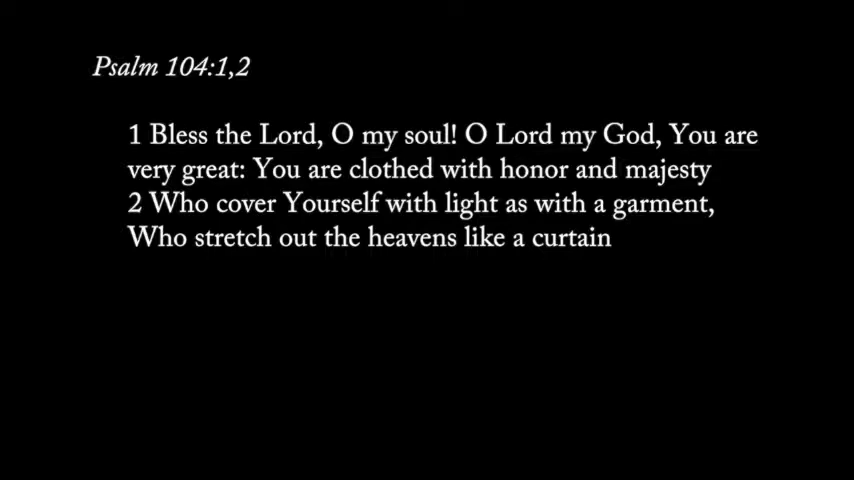 Psalm 104:1,2
1 Bless the Lord, O my soul! O Lord my God, You are
very great: You are clothed with honor and majesty
2 Who cover Yourself with light as with a garment,
Who stretch out the heavens like a curtain